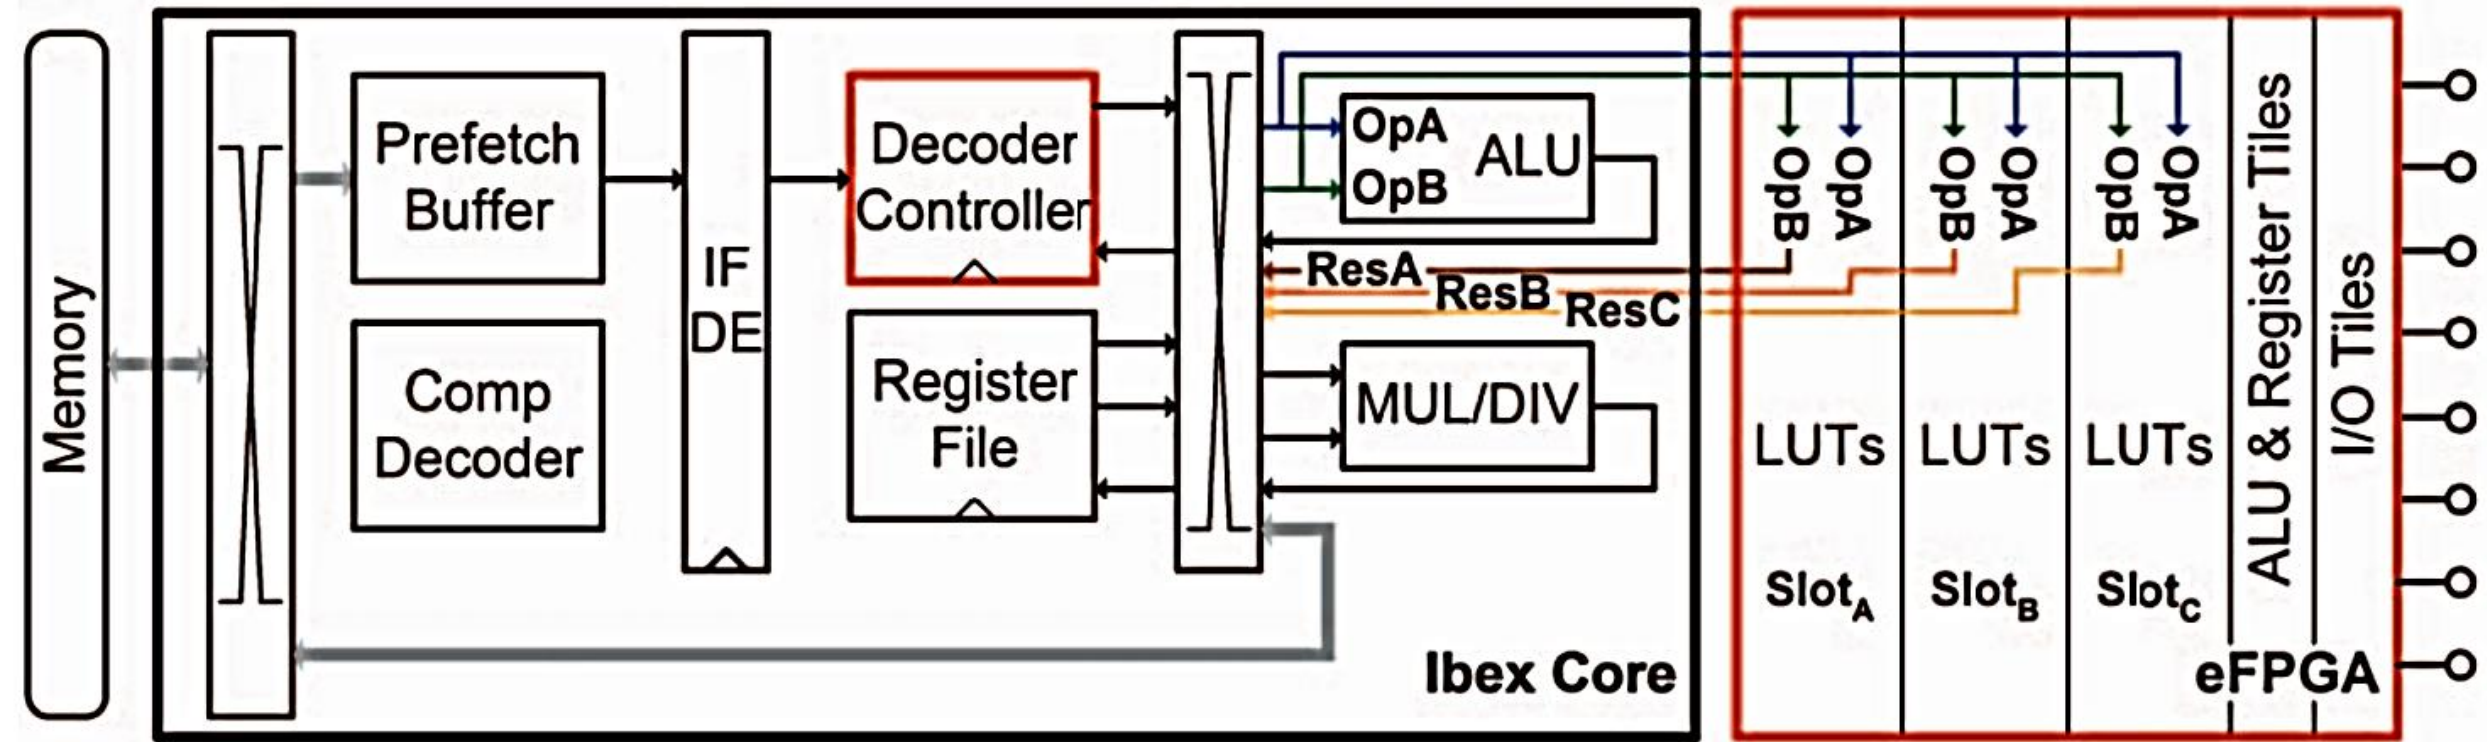 Memory
Prefetch
Buffer
Comp
Decoder
IF
DE
Decoder
Controller
Register
File
OpA
OpB
ALU
ResA
ResB
ResC
MUL/DIV
Ibex Core
OpB
OpA
OpB
OpA
OpB
OpA
LUTs
LUTs
LUTs
SlotA
SlotB
SlotC
ALU & Register Tiles
I/O Tiles
eFPGA